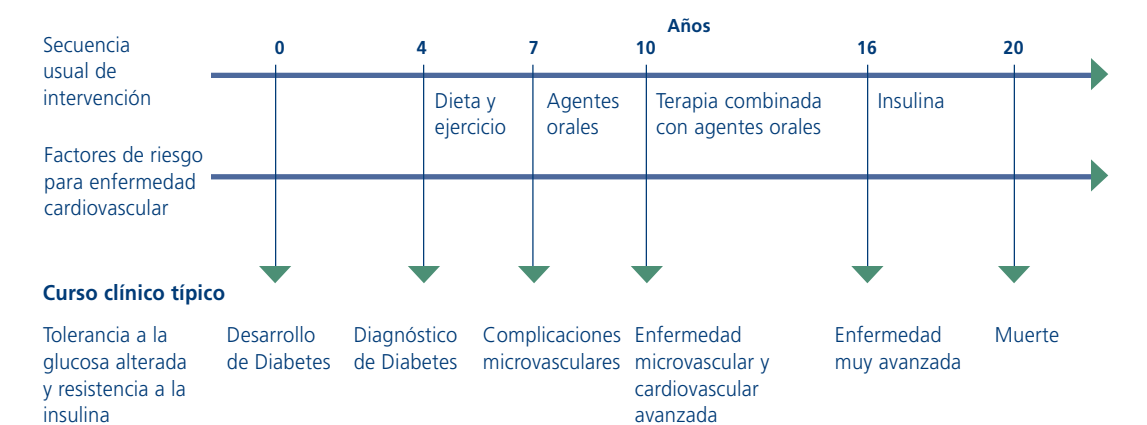 Años
0 4 7 10 16 20
Secuencia
usual de
intervención
Dieta y
ejercicio
Agentes
orales
Terapia combinada
con agentes orales
Insulina
Factores de riesgo
para enfermedad
cardiovascular
Curso clínico típico
Tolerancia a la
glucosa alterada
y resistencia a la
insulina
Desarrollo
de Diabetes
Diagnóstico
de Diabetes
Complicaciones
microvasculares
Enfermedad
microvascular y
cardiovascular
avanzada
Enfermedad
muy avanzada
Muerte